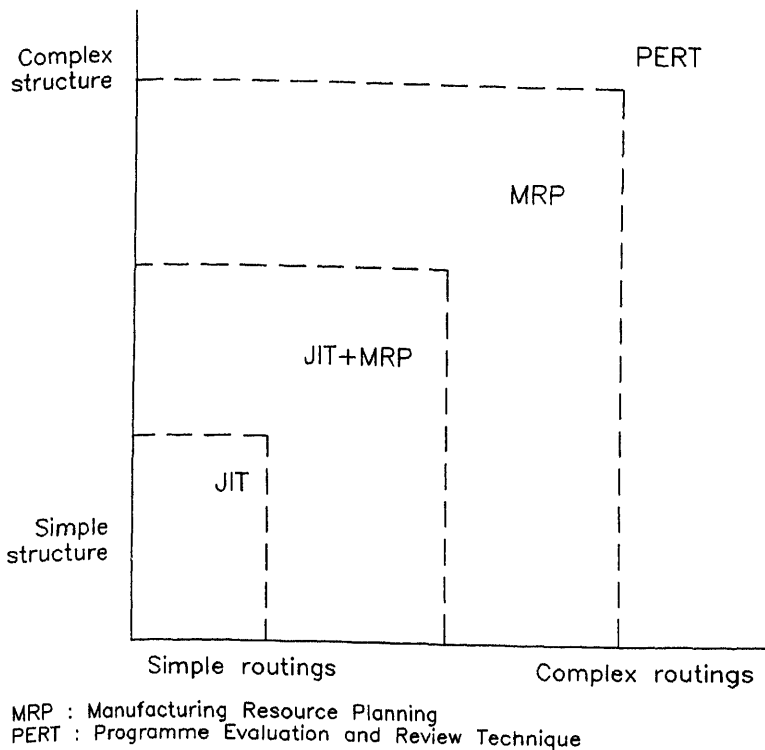 Complex
structure
PERT
MRP
JIT+MRP
JIT
Simple
structure
Simple routings
Complex routings
MRP : Manufacturing Resource Planning
PERT : Programme Evaluation and Review Technique